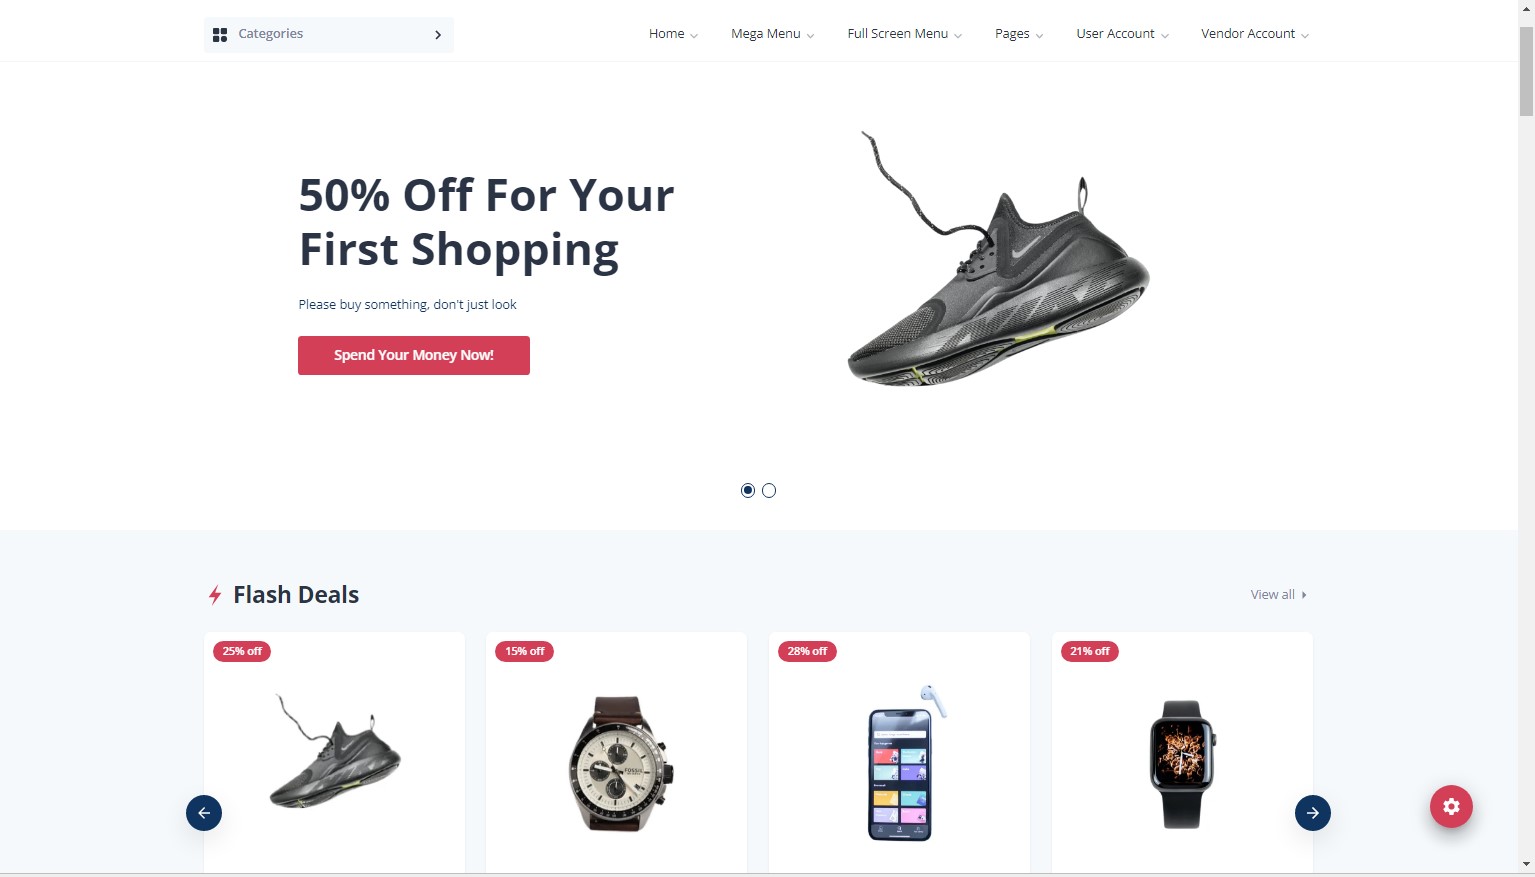 Categories
Home
Mega Menu
Full Screen Menu
Pages
User Account
Vendor Account
50% Off For Your
First Shopping
Please buy something, don't just look
Spend Your Money Now!
Flash Deals
View all
25% off
15% off
28% off
21% off
FOSSIL